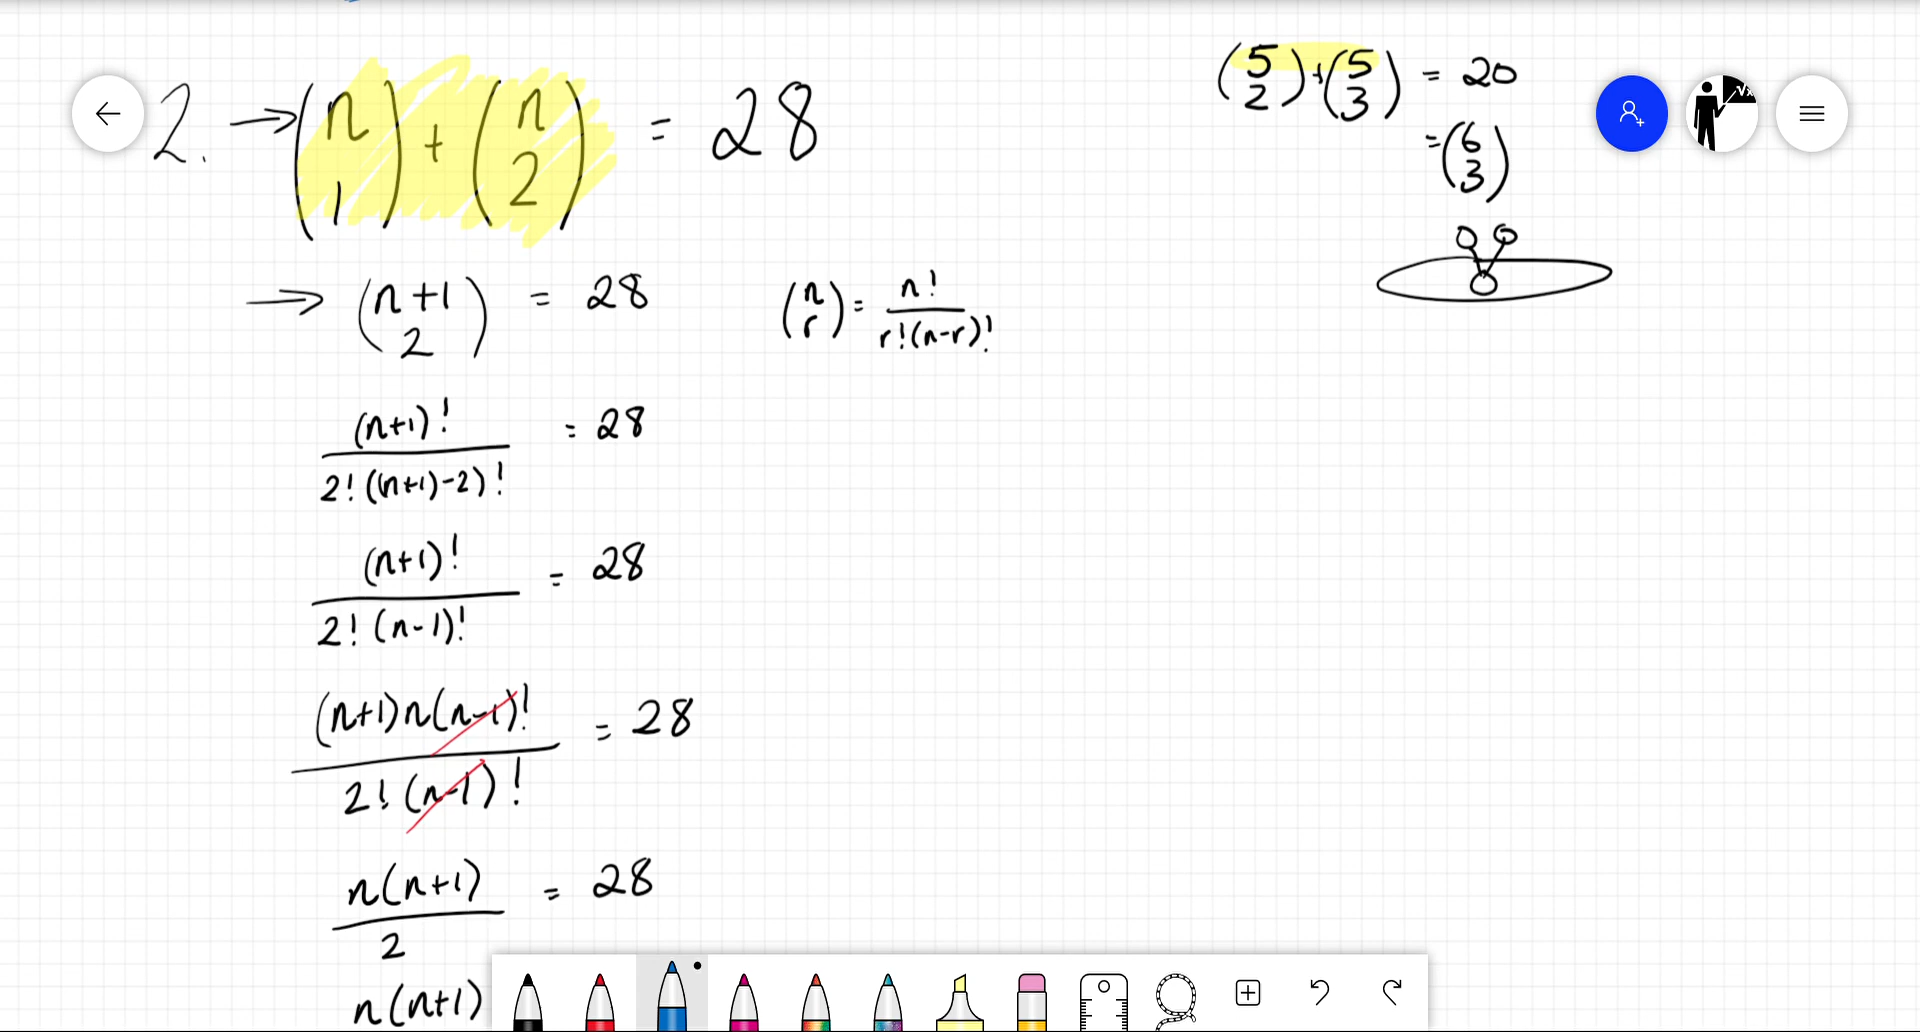 2. → (n 1) + (n 2) = 28
→ (n+1 2) = 28
(n r) = n! / r!(n-r)!
(n+1)! / 2!((n+1)-2)! = 28
(n+1)! / 2!(n-1)! = 28
(n+1)n(n-1)! / 2!(n-1)! = 28
n(n+1) / 2 = 28
n(n+1)
(5 2) + (5 3) = 20
= (6 3)
√x